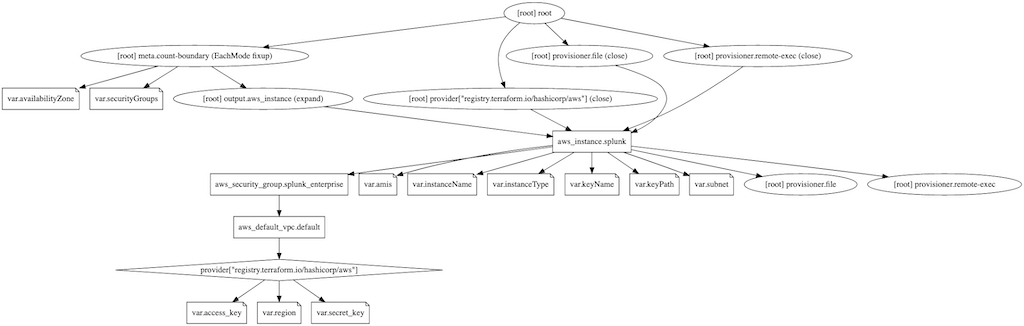 [root] root
[root] meta.count-boundary (EachMode fixup)
[root] provisioner.file (close)
[root] provisioner.remote-exec (close)
var.availabilityZone
var.securityGroups
[root] output.aws_instance (expand)
[root] provider["registry.terraform.io/hashicorp/aws"] (close)
aws_instance.splunk
aws_security_group.splunk_enterprise
var.amis
var.instanceName
var.instanceType
var.keyName
var.keyPath
var.subnet
[root] provisioner.file
[root] provisioner.remote-exec
aws_default_vpc.default
provider["registry.terraform.io/hashicorp/aws"]
var.access_key
var.region
var.secret_key